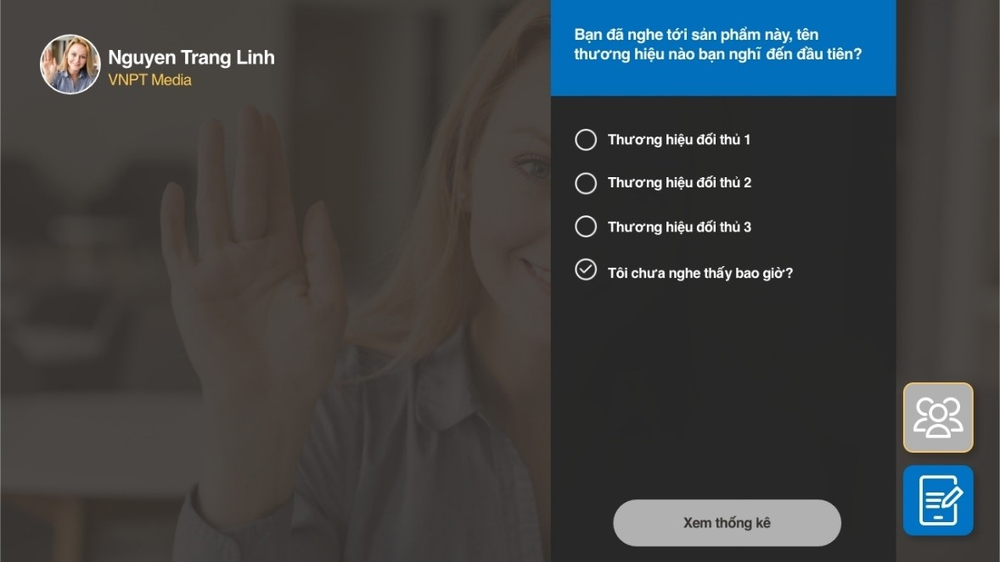 Nguyen Trang Linh
VNPT Media
Bạn đã nghe tới sản phẩm này, tên
thương hiệu nào bạn nghĩ đến đầu tiên?
Thương hiệu đối thủ 1
Thương hiệu đối thủ 2
Thương hiệu đối thủ 3
Tôi chưa nghe thấy bao giờ?
Xem thống kê